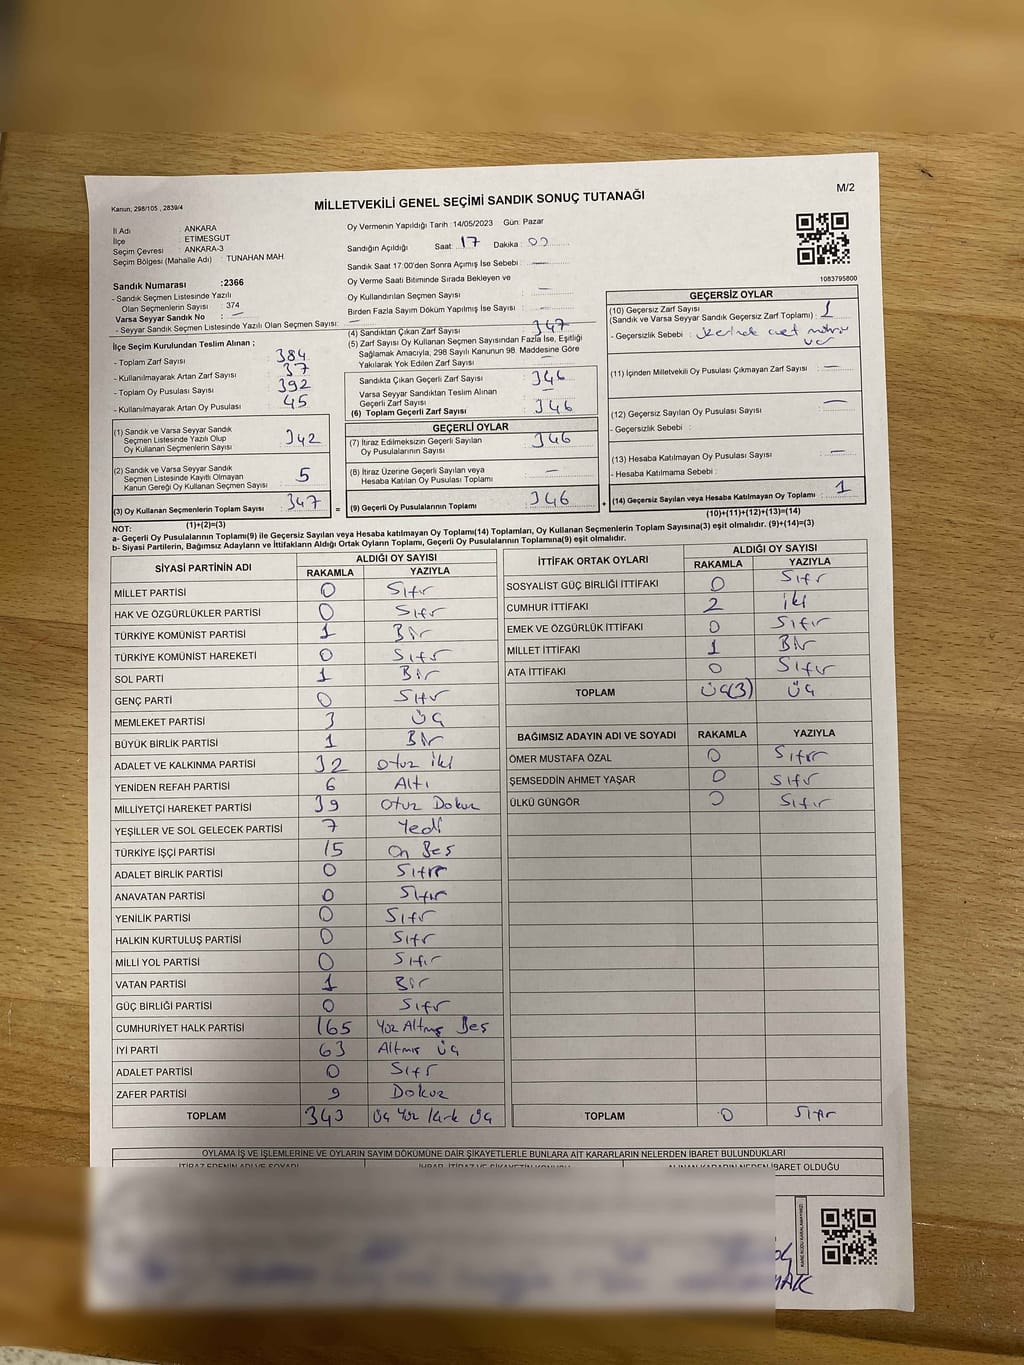 M/2
Kanun; 298/105 , 2839/4
MİLLETVEKİLİ GENEL SEÇİMİ SANDIK SONUÇ TUTANAĞI
İl Adı : ANKARA
İlçe : ETİMESGUT
Seçim Çevresi : ANKARA-3
Seçim Bölgesi (Mahalle Adı) : TUNAHAN MAH
Sandık Numarası :2366
- Sandık Seçmen Listesinde Yazılı
Olan Seçmenlerin Sayısı : 374
Varsa Seyyar Sandık No : —
- Seyyar Sandık Seçmen Listesinde Yazılı Olan Seçmen Sayısı: —
İlçe Seçim Kurulundan Teslim Alınan ;
- Toplam Zarf Sayısı : 384
- Kullanılmayarak Artan Zarf Sayısı : 37
- Toplam Oy Pusulası Sayısı : 392
- Kullanılmayarak Artan Oy Pusulası : 45
(1) Sandık ve Varsa Seyyar Sandık
Seçmen Listesinde Yazılı Olup
Oy Kullanan Seçmenlerin Sayısı : 342
(2) Sandık ve Varsa Seyyar Sandık
Seçmen Listesinde Kayıtlı Olmayan
Kanun Gereği Oy Kullanan Seçmen Sayısı : 5
(3) Oy Kullanan Seçmenlerin Toplam Sayısı : 347
(1)+(2)=(3)
Oy Vermenin Yapıldığı Tarih : 14/05/2023 Gün: Pazar
Sandığın Açıldığı Saat: 17 Dakika : 00
Sandık Saat 17:00'den Sonra Açımış İse Sebebi : —
Oy Verme Saati Bitiminde Sırada Bekleyen ve
Oy Kullandırılan Seçmen Sayısı : —
Birden Fazla Sayım Döküm Yapılmış İse Sayısı : —
(4) Sandıktan Çıkan Zarf Sayısı : 347
(5) Zarf Sayısı Oy Kullanan Seçmen Sayısından Fazla İse, Eşitliği
Sağlamak Amacıyla, 298 Sayılı Kanunun 98. Maddesine Göre
Yakılarak Yok Edilen Zarf Sayısı : —
Sandıkta Çıkan Geçerli Zarf Sayısı : 346
Varsa Seyyar Sandıktan Teslim Alınan
Geçerli Zarf Sayısı : —
(6) Toplam Geçerli Zarf Sayısı : 346
GEÇERLİ OYLAR
(7) İtiraz Edilmeksizin Geçerli Sayılan
Oy Pusulalarının Sayısı : 346
(8) İtiraz Üzerine Geçerli Sayılan veya
Hesaba Katılan Oy Pusulası Toplamı : —
= (9) Geçerli Oy Pusulalarının Toplamı : 346 +
1083795800
GEÇERSİZ OYLAR
(10) Geçersiz Zarf Sayısı
(Sandık ve Varsa Seyyar Sandık Geçersiz Zarf Toplamı) : 1
- Geçersizlik Sebebi : üzerinde evet mührü
var
(11) İçinden Milletvekili Oy Pusulası Çıkmayan Zarf Sayısı : —
(12) Geçersiz Sayılan Oy Pusulası Sayısı : —
- Geçersizlik Sebebi :
(13) Hesaba Katılmayan Oy Pusulası Sayısı : —
- Hesaba Katılmama Sebebi :
(14) Geçersiz Sayılan veya Hesaba Katılmayan Oy Toplamı : 1
(10)+(11)+(12)+(13)=(14)
NOT:
a- Geçerli Oy Pusulalarının Toplamı(9) ile Geçersiz Sayılan veya Hesaba katılmayan Oy Toplamı(14) Toplamları, Oy Kullanan Seçmenlerin Toplam Sayısına(3) eşit olmalıdır. (9)+(14)=(3)
b- Siyasi Partilerin, Bağımsız Adayların ve İttifakların Aldığı Ortak Oyların Toplamı, Geçerli Oy Pusulalarının Toplamına(9) eşit olmalıdır.
SİYASİ PARTİNİN ADI ALDIĞI OY SAYISI
RAKAMLA YAZIYLA
MİLLET PARTİSİ 0 Sıfır
HAK VE ÖZGÜRLÜKLER PARTİSİ 0 Sıfır
TÜRKİYE KOMÜNİST PARTİSİ 1 Bir
TÜRKİYE KOMÜNİST HAREKETİ 0 Sıfır
SOL PARTİ 1 Bir
GENÇ PARTİ 0 Sıfır
MEMLEKET PARTİSİ 3 Üç
BÜYÜK BİRLİK PARTİSİ 1 Bir
ADALET VE KALKINMA PARTİSİ 32 Otuz İki
YENİDEN REFAH PARTİSİ 6 Altı
MİLLİYETÇİ HAREKET PARTİSİ 39 Otuz Dokuz
YEŞİLLER VE SOL GELECEK PARTİSİ 7 Yedi
TÜRKİYE İŞÇİ PARTİSİ 15 On Beş
ADALET BİRLİK PARTİSİ 0 Sıfır
ANAVATAN PARTİSİ 0 Sıfır
YENİLİK PARTİSİ 0 Sıfır
HALKIN KURTULUŞ PARTİSİ 0 Sıfır
MİLLİ YOL PARTİSİ 0 Sıfır
VATAN PARTİSİ 1 Bir
GÜÇ BİRLİĞİ PARTİSİ 0 Sıfır
CUMHURİYET HALK PARTİSİ 165 Yüz Altmış Beş
İYİ PARTİ 63 Altmış Üç
ADALET PARTİSİ 0 Sıfır
ZAFER PARTİSİ 9 Dokuz
TOPLAM 343 Üç Yüz Kırk Üç
İTTİFAK ORTAK OYLARI ALDIĞI OY SAYISI
RAKAMLA YAZIYLA
SOSYALİST GÜÇ BİRLİĞİ İTTİFAKI 0 Sıfır
CUMHUR İTTİFAKI 2 İki
EMEK VE ÖZGÜRLÜK İTTİFAKI 0 Sıfır
MİLLET İTTİFAKI 1 Bir
ATA İTTİFAKI 0 Sıfır
TOPLAM Üç(3) Üç
BAĞIMSIZ ADAYIN ADI VE SOYADI RAKAMLA YAZIYLA
ÖMER MUSTAFA ÖZAL 0 Sıfır
ŞEMSEDDİN AHMET YAŞAR 0 Sıfır
ÜLKÜ GÜNGÖR 0 Sıfır
TOPLAM 0 Sıfır
OYLAMA İŞ VE İŞLEMLERİNE VE OYLARIN SAYIM DÖKÜMÜNE DAİR ŞİKAYETLERLE BUNLARA AİT KARARLARIN NELERDEN İBARET BULUNDUKLARI
İTİRAZ EDENİN ADI VE SOYADI İHBAR, İTİRAZ VE ŞİKAYETİN KONUSU ALINAN KARARIN NEDEN İBARET OLDUĞU